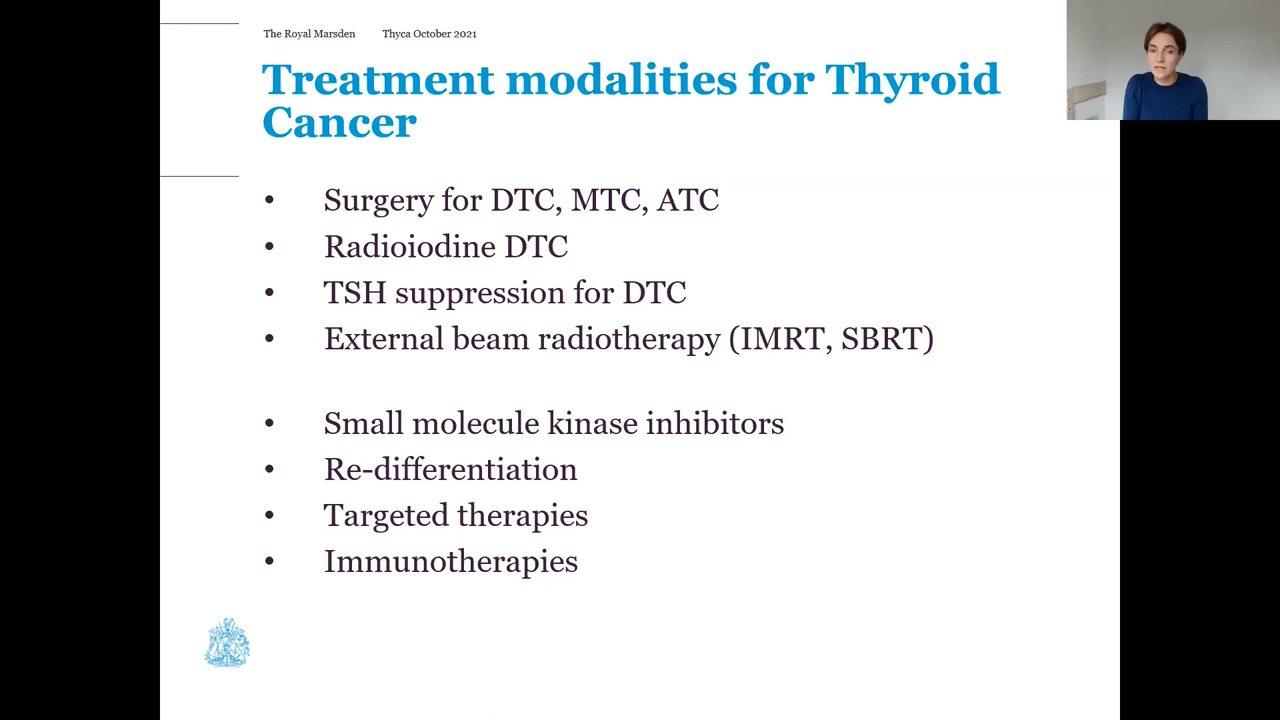 The Royal Marsden Thyca October 2021
Treatment modalities for Thyroid
Cancer
• Surgery for DTC, MTC, ATC
• Radioiodine DTC
• TSH suppression for DTC
• External beam radiotherapy (IMRT, SBRT)
• Small molecule kinase inhibitors
• Re-differentiation
• Targeted therapies
• Immunotherapies